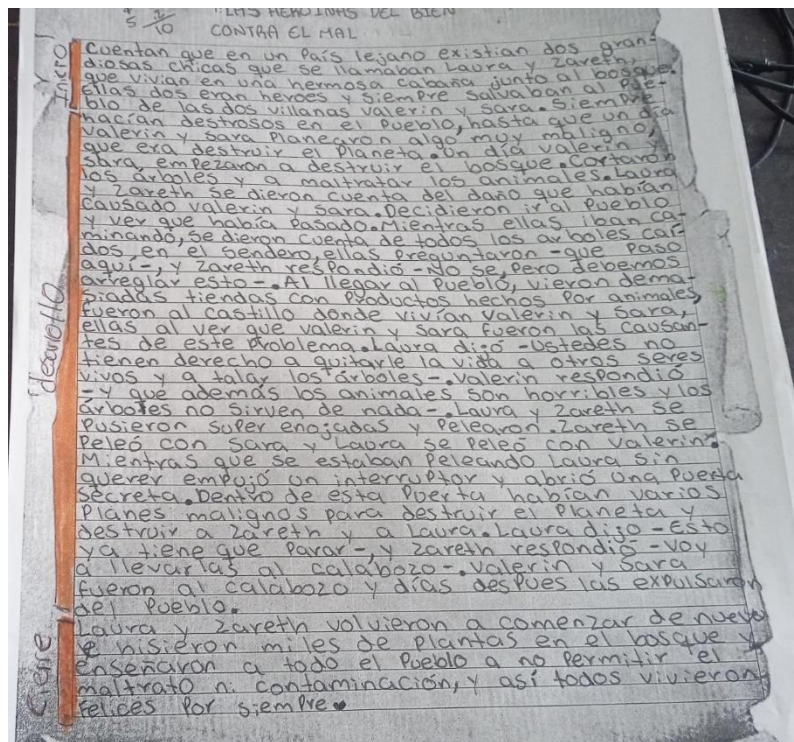 5 10
LAS HEROINAS DEL BIEN
CONTRA EL MAL
Inicio
Cuentan que en un País lejano existian dos gran-
diosas chicas que se llamaban Laura y Zareth,
que vivian en una hermosa cabaña junto al bosque.
ellas dos eran heroes y siempre salvaban al pue-
blo de las dos villanas valerin y sara. Siempre
hacían destrosos en el Pueblo, hasta que un día
valerin y sara Planearon algo muy maligno,
que era destruir el Planeta. Un día valerin y
sara, empezaron a destruir el bosque. Cortaron
los árboles y a maltratar los animales. Laura
y Zareth se dieron cuenta del daño que habían
causado valerin y sara. Decidieron ir al Pueblo
y ver que había Pasado. Mientras ellas iban ca-
minando, se dieron cuenta de todos los arboles caí-
dos en el sendero, ellas Preguntaron -que Paso
aquí-, y Zareth respondió -No se, Pero debemos
arreglar esto-. Al llegar al Pueblo, vieron dema-
siadas tiendas con Productos hechos Por animales,
fueron al castillo donde vivían valerin y Sara,
ellas al ver que valerin y Sara fueron las causan-
tes de este Problema. Laura dijo -Ustedes no
tienen derecho a quitarle la vida a otros seres
vivos y a talar los árboles-. Valerin respondió
-Y que además los animales son horribles y los
árboles no sirven de nada-. Laura y Zareth se
Pusieron super enojadas y Pelearon. Zareth se
Peleó con Sara y Laura se Peleó con valerin.
Mientras que se estaban Peleando Laura sin
querer empujó un interruptor y abrió una Puerta
secreta. Dentro de esta Puerta habían varios
Planes malignos para destruir el Planeta y
destruir a Zareth y a Laura. Laura dijo -Esto
ya tiene que Parar-, y Zareth respondió -voy
a llevarlas al calabozo-. Valerin y Sara
fueron al calabozo y días despues las expulsaron
del Pueblo.
desarrollo
Laura y Zareth volvieron a comenzar de nuevo
e hisieron miles de Plantas en el bosque y
enseñaron a todo el Pueblo a no Permitir el
maltrato ni contaminación, y así todos vivieron
felices Por siempre.
Cierre